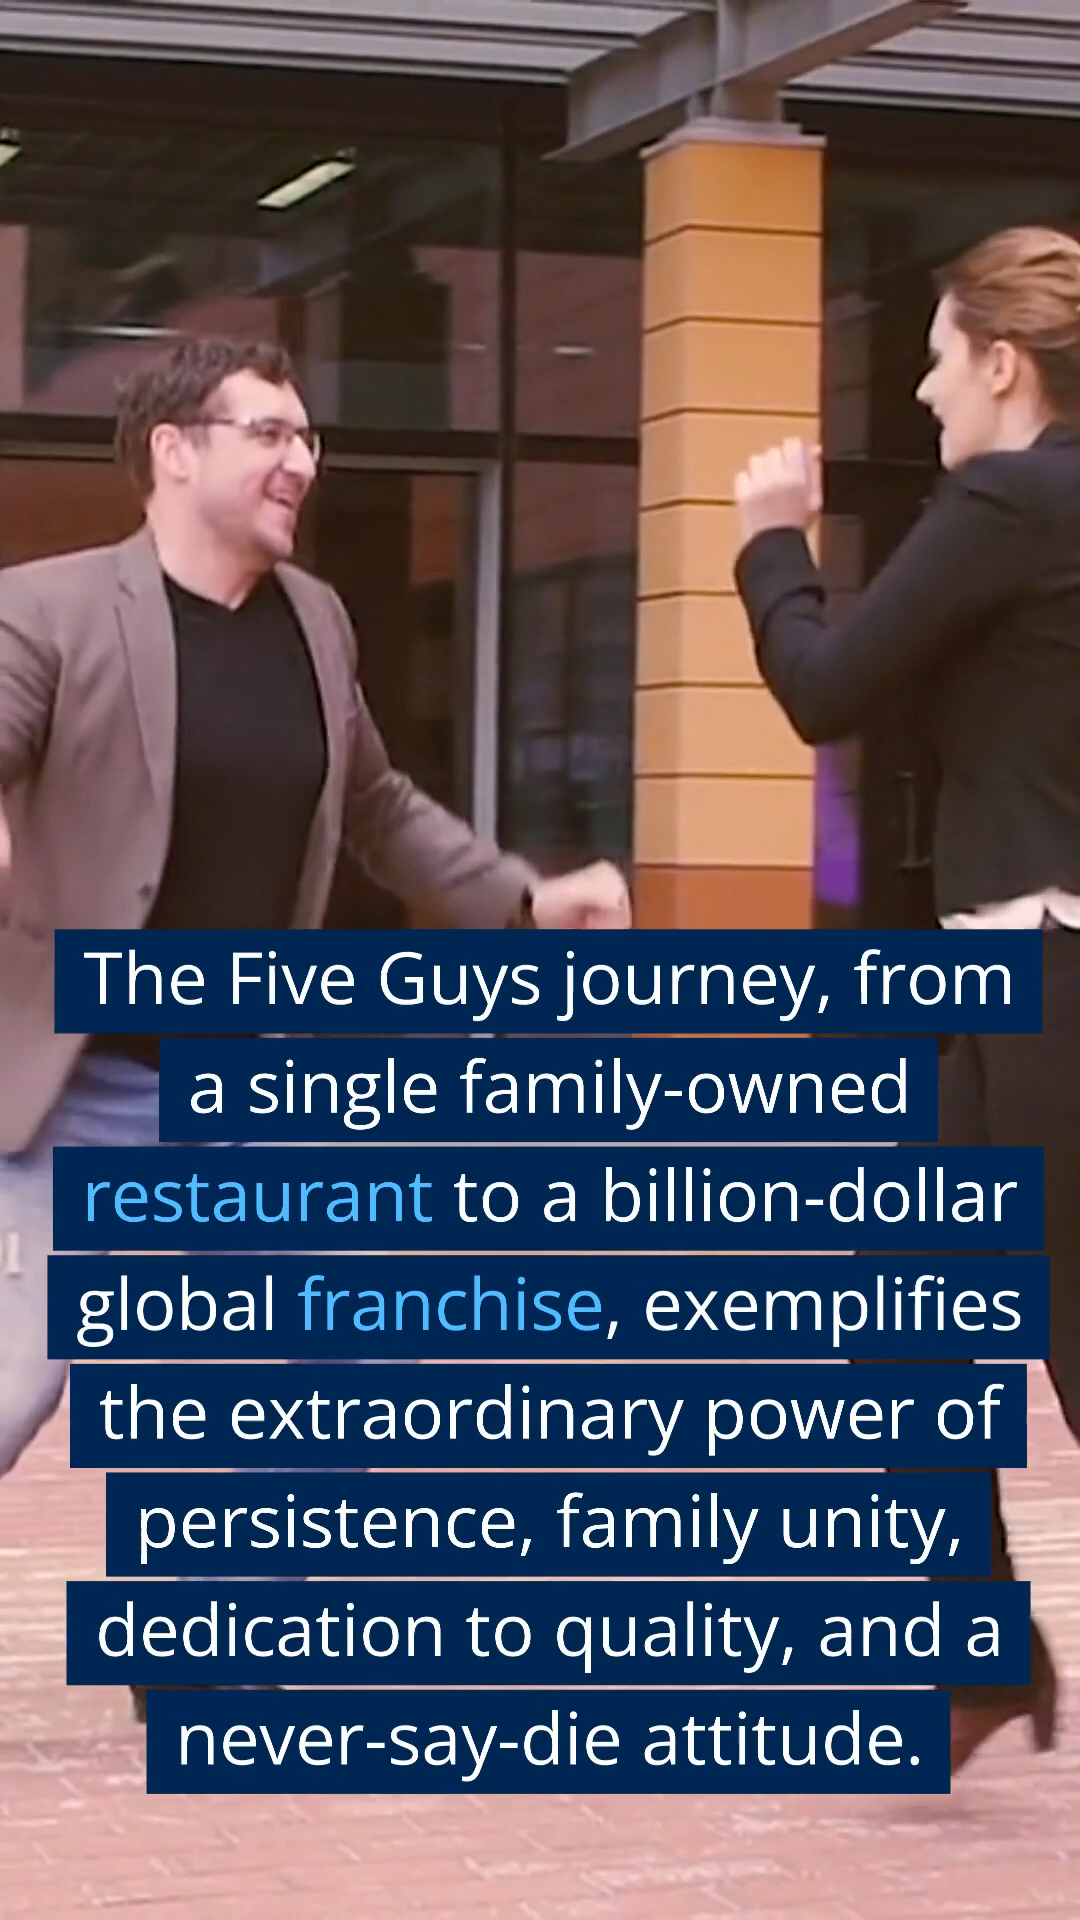 The Five Guys journey, from
a single family-owned
restaurant to a billion-dollar
global franchise, exemplifies
the extraordinary power of
persistence, family unity,
dedication to quality, and a
never-say-die attitude.